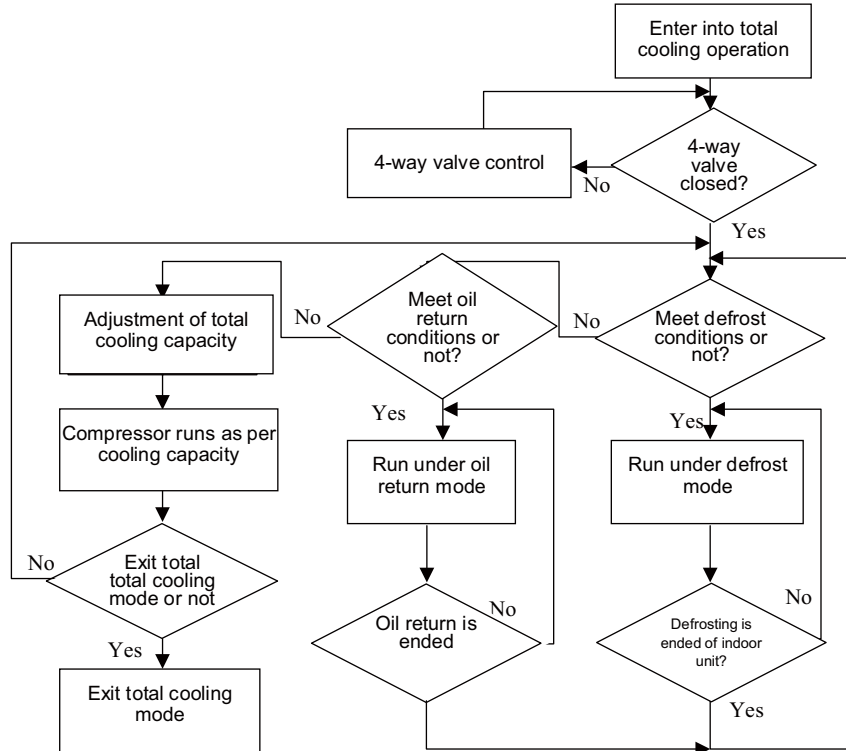 Enter into total
cooling operation
4-way valve control
No
4-way
valve
closed?
Yes
Adjustment of total
cooling capacity
No
Meet oil
return
conditions or
not?
No
Meet defrost
conditions or
not?
Yes
Yes
Compressor runs as per
cooling capacity
Run under oil
return mode
Run under defrost
mode
No
Exit total
total cooling
mode or not
No
Oil return is
ended
No
Defrosting is
ended of indoor
unit?
Yes
Exit total cooling
mode
Yes